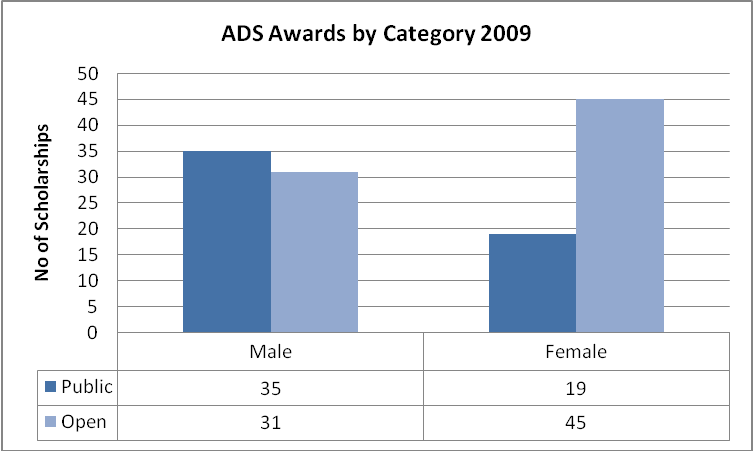 ADS Awards by Category 2009
No of Scholarships
50
45
40
35
30
25
20
15
10
5
0
Male Female
Public 35 19
Open 31 45